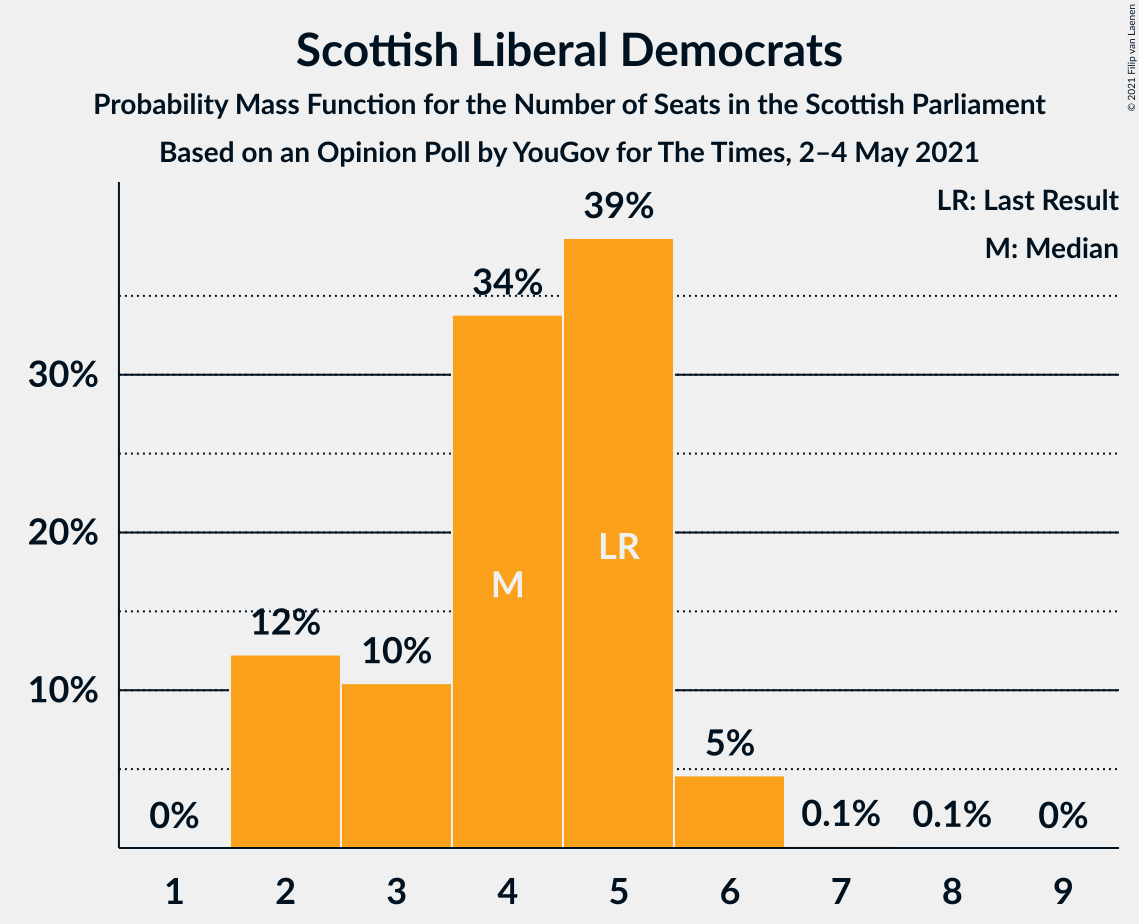 Scottish Liberal Democrats
Probability Mass Function for the Number of Seats in the Scottish Parliament
Based on an Opinion Poll by YouGov for The Times, 2–4 May 2021
© 2021 Filip van Laenen
LR: Last Result
M: Median
39%
34%
30%
20%
LR
M
12%
10%
10%
5%
0%
0.1%
0.1%
0%
1 2 3 4 5 6 7 8 9